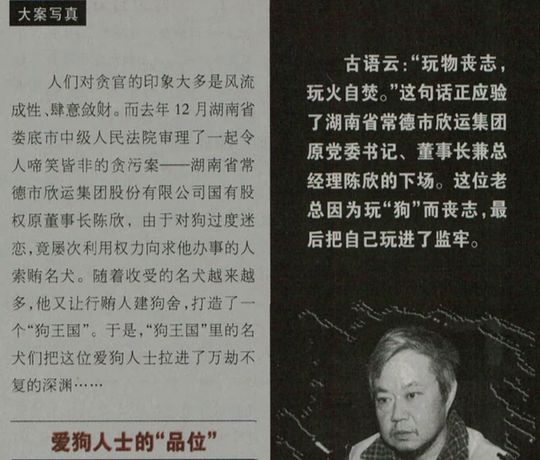 大案写真
人们对贪官的印象大多是风流
成性、肆意敛财。而去年 12 月湖南省
娄底市中级人民法院审理了一起令
人啼笑皆非的贪污案——湖南省常
德市欣运集团股份有限公司国有股
权原董事长陈欣，由于对狗过度迷
恋，竟屡次利用权力向求他办事的人
索贿名犬。随着收受的名犬越来越
多，他又让行贿人建狗舍，打造了一
个“狗王国”。于是，“狗王国”里的名
犬们把这位爱狗人士拉进了万劫不
复的深渊……
爱狗人士的“品位”
古语云：“玩物丧志，
玩火自焚。”这句话正应验
了湖南省常德市欣运集团
原党委书记、董事长兼总
经理陈欣的下场。这位老
总因为玩“狗”而丧志，最
后把自己玩进了监牢。